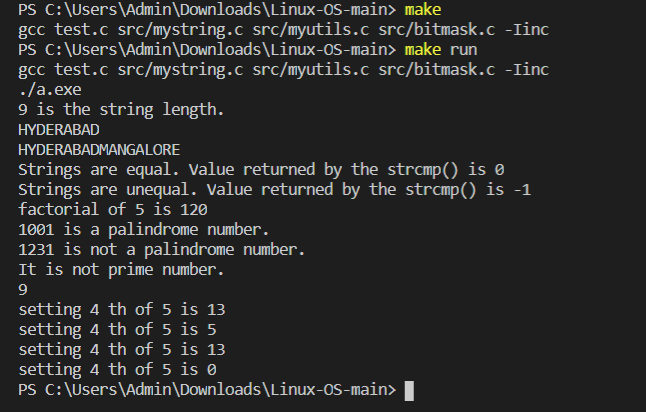 PS C:\Users\Admin\Downloads\Linux-OS-main> make
gcc test.c src/mystring.c src/myutils.c src/bitmask.c -Iinc
PS C:\Users\Admin\Downloads\Linux-OS-main> make run
gcc test.c src/mystring.c src/myutils.c src/bitmask.c -Iinc
./a.exe
9 is the string length.
HYDERABAD
HYDERABADMANGALORE
Strings are equal. Value returned by the strcmp() is 0
Strings are unequal. Value returned by the strcmp() is -1
factorial of 5 is 120
1001 is a palindrome number.
1231 is not a palindrome number.
It is not prime number.
9
setting 4 th of 5 is 13
setting 4 th of 5 is 5
setting 4 th of 5 is 13
setting 4 th of 5 is 0
PS C:\Users\Admin\Downloads\Linux-OS-main>